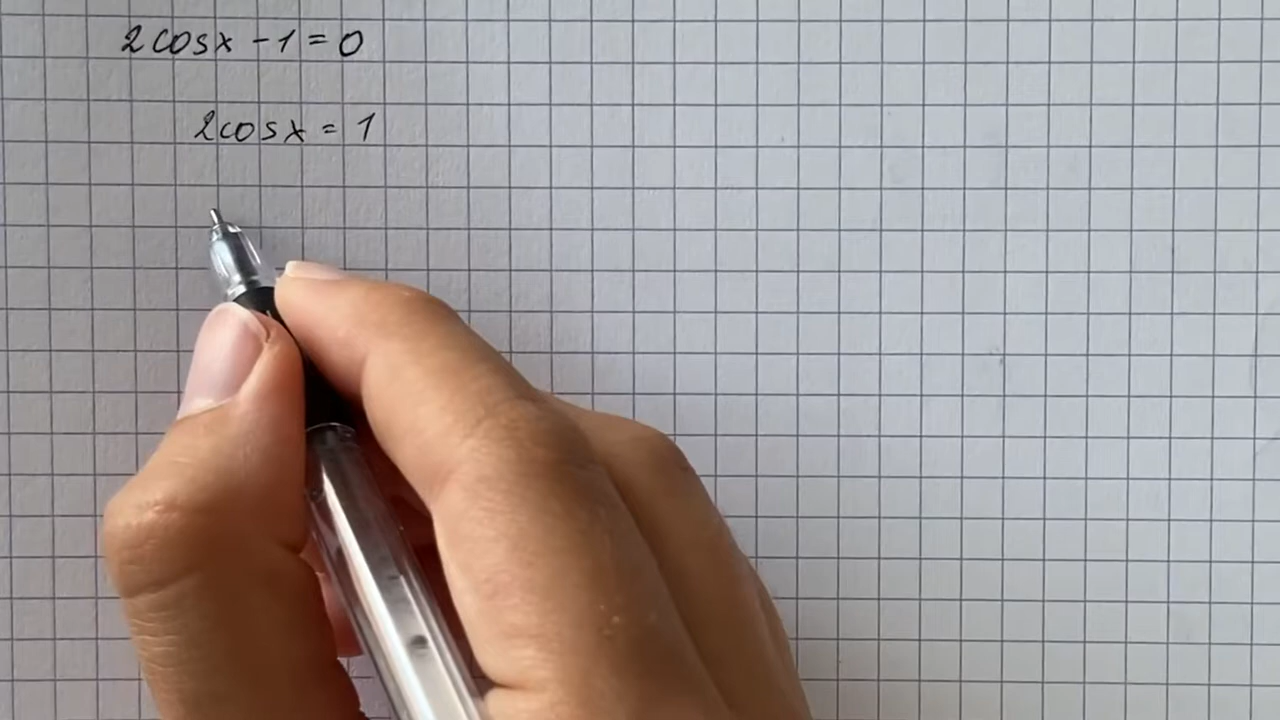 2cosx - 1 = 0
2cosx = 1